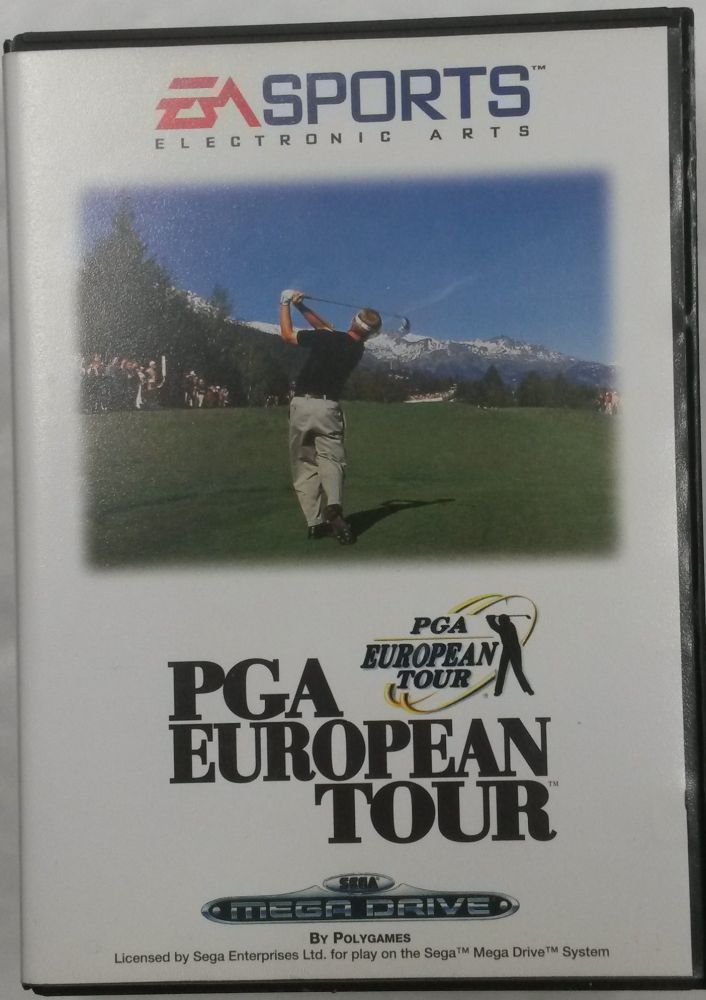 EA SPORTS™
ELECTRONIC ARTS
PGA
EUROPEAN
TOUR®
PGA
EUROPEAN
TOUR™
SEGA
MEGA DRIVE
BY POLYGAMES
Licensed by Sega Enterprises Ltd. for play on the Sega™ Mega Drive™ System